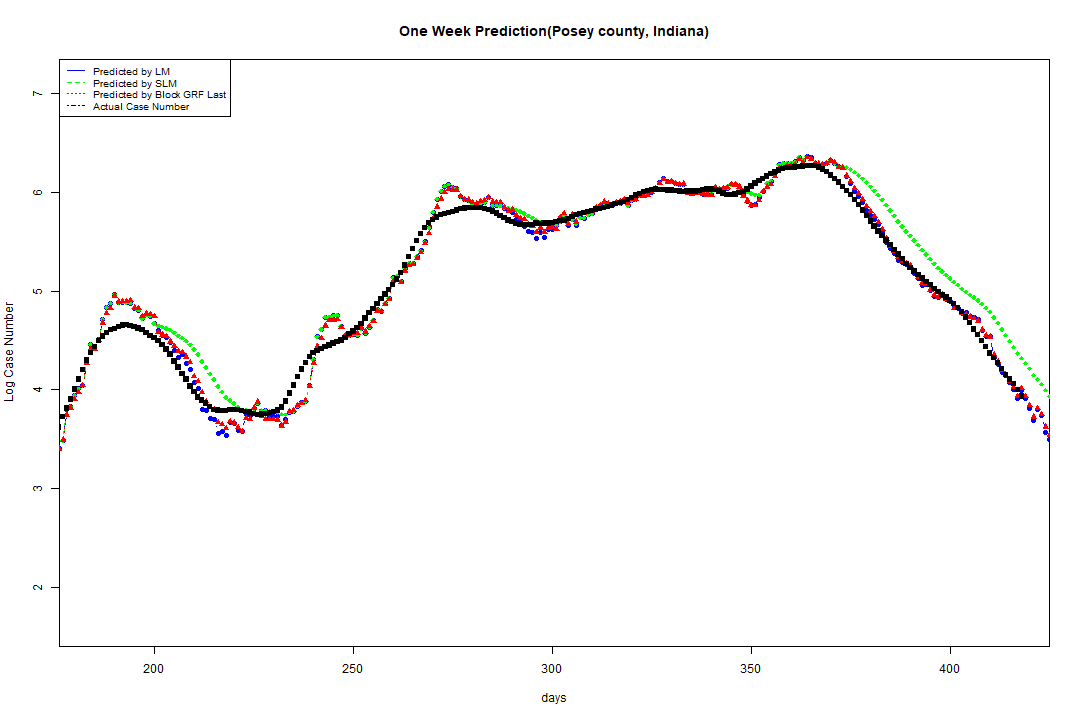 One Week Prediction(Posey county, Indiana)
Predicted by LM
Predicted by SLM
Predicted by Block GRF Last
Actual Case Number
7
6
5
4
3
2
Log Case Number
200 250 300 350 400
days